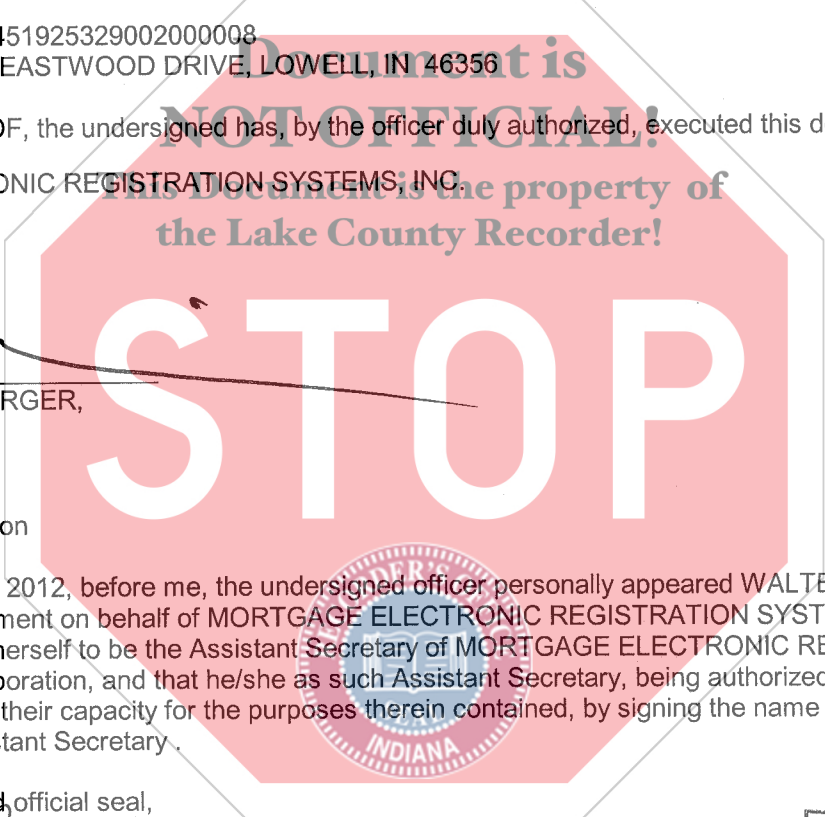 451925329002000008
EASTWOOD DRIVE, LOWELL, IN 46356
Document is
NOT OFFICIAL!
OF, the undersigned has, by the officer duly authorized, executed this d
ONIC REGISTRATION SYSTEMS, INC.
This Document is the property of
the Lake County Recorder!
STOP
RGER,
on
2012, before me, the undersigned officer personally appeared WALTE
ment on behalf of MORTGAGE ELECTRONIC REGISTRATION SYST
herself to be the Assistant Secretary of MORTGAGE ELECTRONIC RE
poration, and that he/she as such Assistant Secretary, being authorized
their capacity for the purposes therein contained, by signing the name
stant Secretary .
INDIANA
official seal,